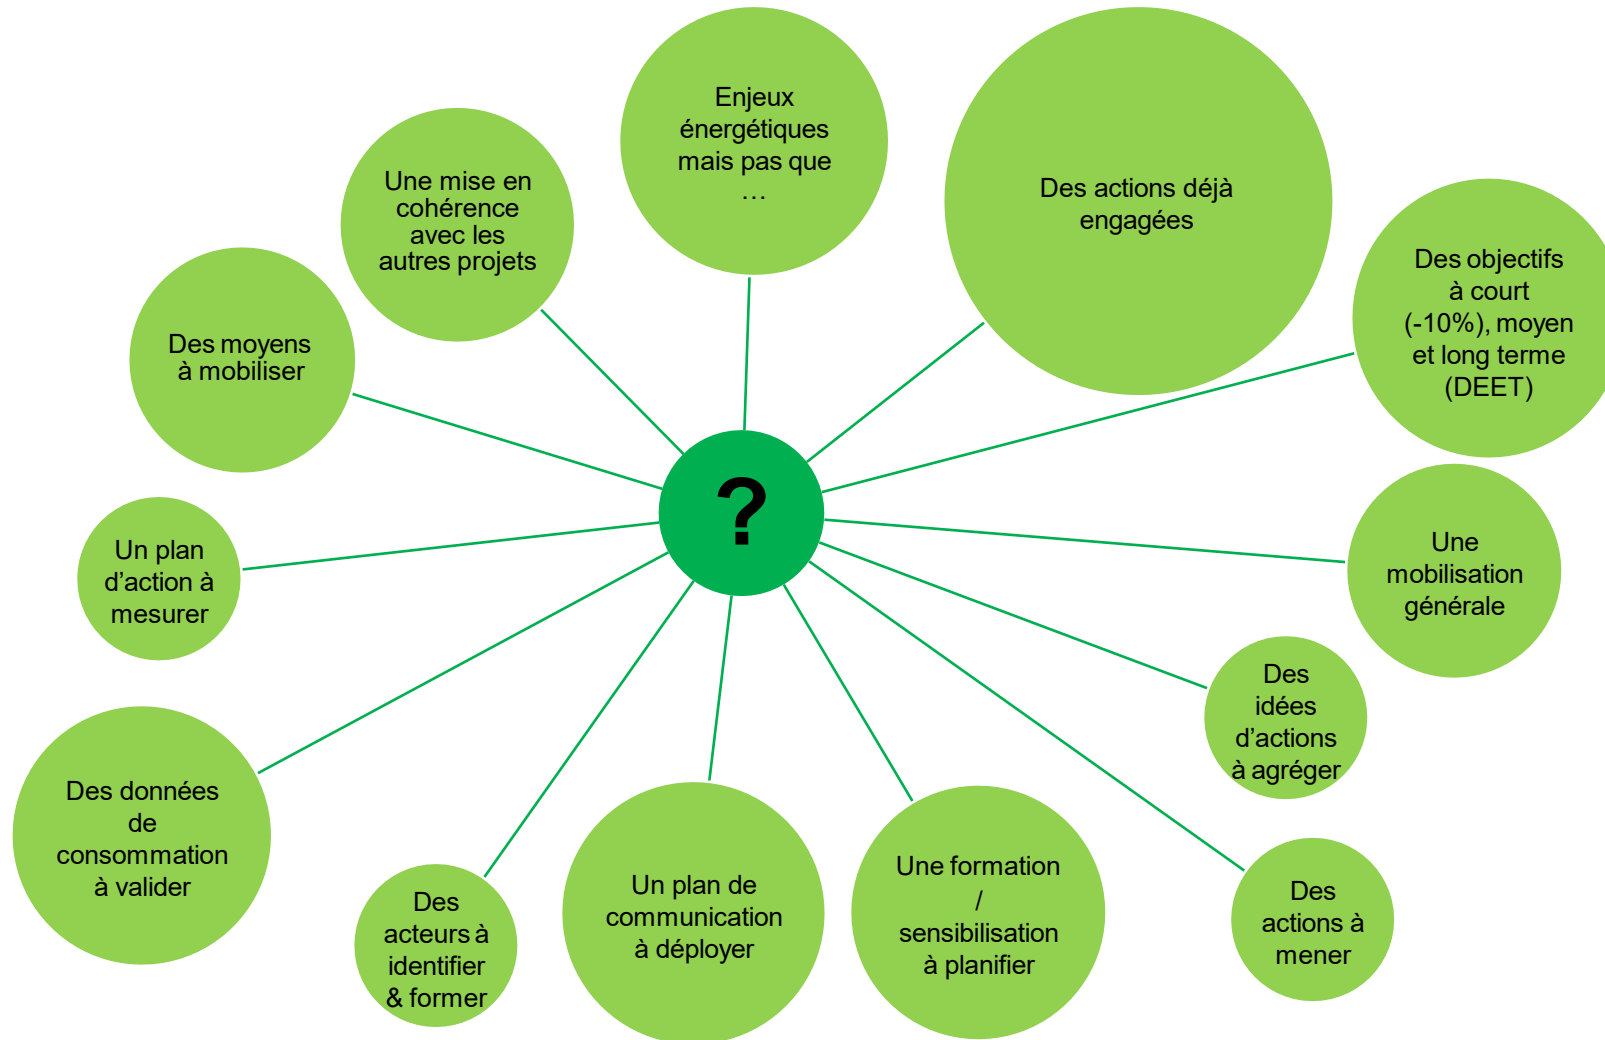 Enjeux
énergétiques
mais pas que
…
Des actions déjà
engagées
Une mise en
cohérence
avec les
autres projets
Des objectifs
à court
(-10%), moyen
et long terme
(DEET)
Des moyens
à mobiliser
?
Un plan
d’action à
mesurer
Une
mobilisation
générale
Des
idées
d’actions
à agréger
Des données
de
consommation
à valider
Des
acteurs à
identifier
& former
Un plan de
communication
à déployer
Une formation
/
sensibilisation
à planifier
Des
actions à
mener